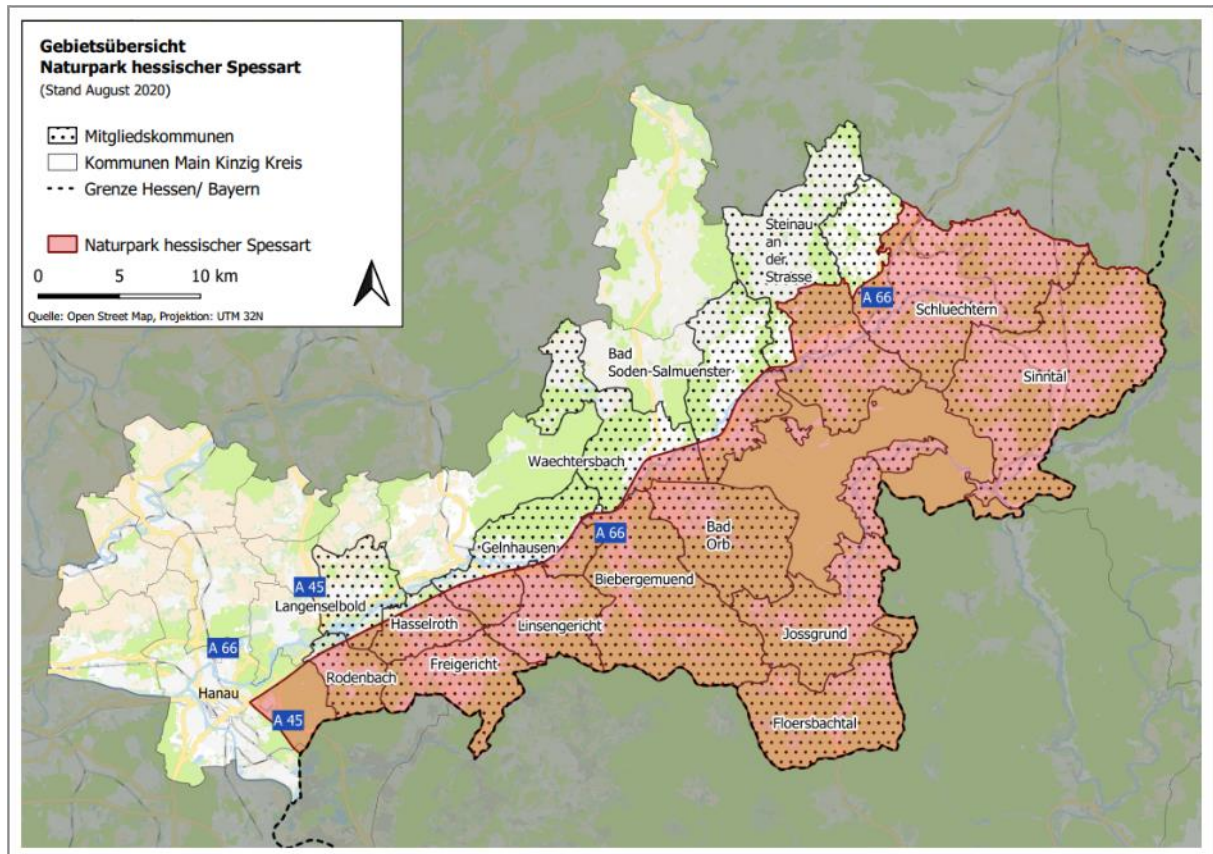 Gebietsübersicht
Naturpark hessischer Spessart
(Stand August 2020)
Mitgliedskommunen
Kommunen Main Kinzig Kreis
Grenze Hessen/ Bayern
Naturpark hessischer Spessart
0 5 10 km
Quelle: Open Street Map, Projektion: UTM 32N
Steinau
an
der
Strasse
A 66
Schluechtern
Bad
Soden-Salmuenster
Sinntal
Waechtersbach
Bad
Orb
A 66
Gelnhausen
Biebergemuend
A 45
Langenselbold
Hasselroth
Linsengericht
Jossgrund
A 66
Freigericht
Rodenbach
Hanau
A 45
Floersbachtal